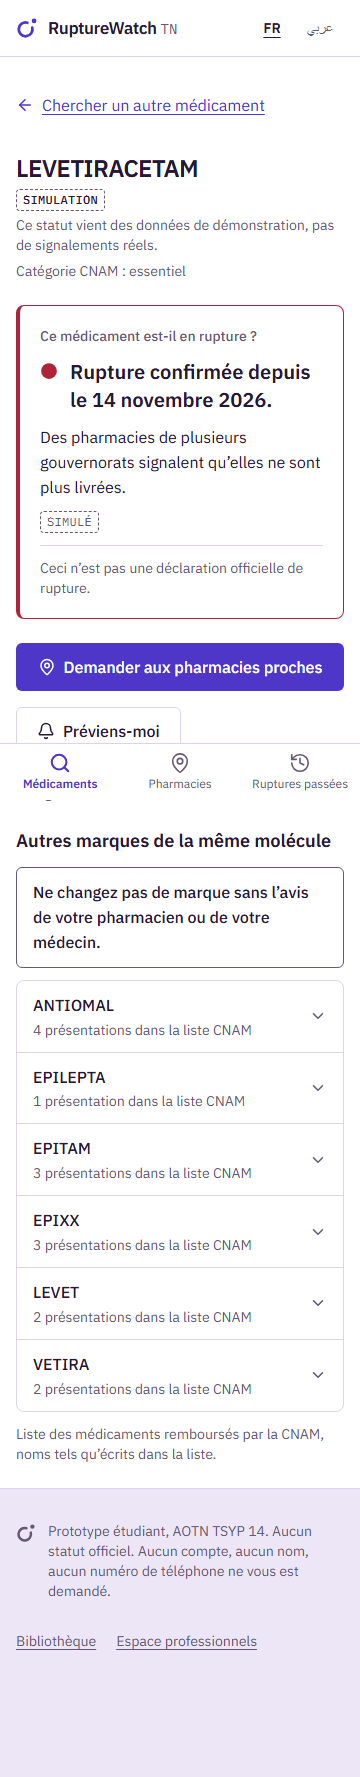 RuptureWatch TN
FR
عربي
Chercher un autre médicament
LEVETIRACETAM
SIMULATION
Ce statut vient des données de démonstration, pas
de signalements réels.
Catégorie CNAM : essentiel
Ce médicament est-il en rupture ?
Rupture confirmée depuis
le 14 novembre 2026.
Des pharmacies de plusieurs
gouvernorats signalent qu’elles ne sont
plus livrées.
SIMULÉ
Ceci n’est pas une déclaration officielle de
rupture.
Demander aux pharmacies proches
Préviens-moi
Médicaments
Pharmacies
Ruptures passées
Autres marques de la même molécule
Ne changez pas de marque sans l’avis
de votre pharmacien ou de votre
médecin.
ANTIOMAL
4 présentations dans la liste CNAM
EPILEPTA
1 présentation dans la liste CNAM
EPITAM
3 présentations dans la liste CNAM
EPIXX
3 présentations dans la liste CNAM
LEVET
2 présentations dans la liste CNAM
VETIRA
2 présentations dans la liste CNAM
Liste des médicaments remboursés par la CNAM,
noms tels qu’écrits dans la liste.
Prototype étudiant, AOTN TSYP 14. Aucun
statut officiel. Aucun compte, aucun nom,
aucun numéro de téléphone ne vous est
demandé.
Bibliothèque
Espace professionnels